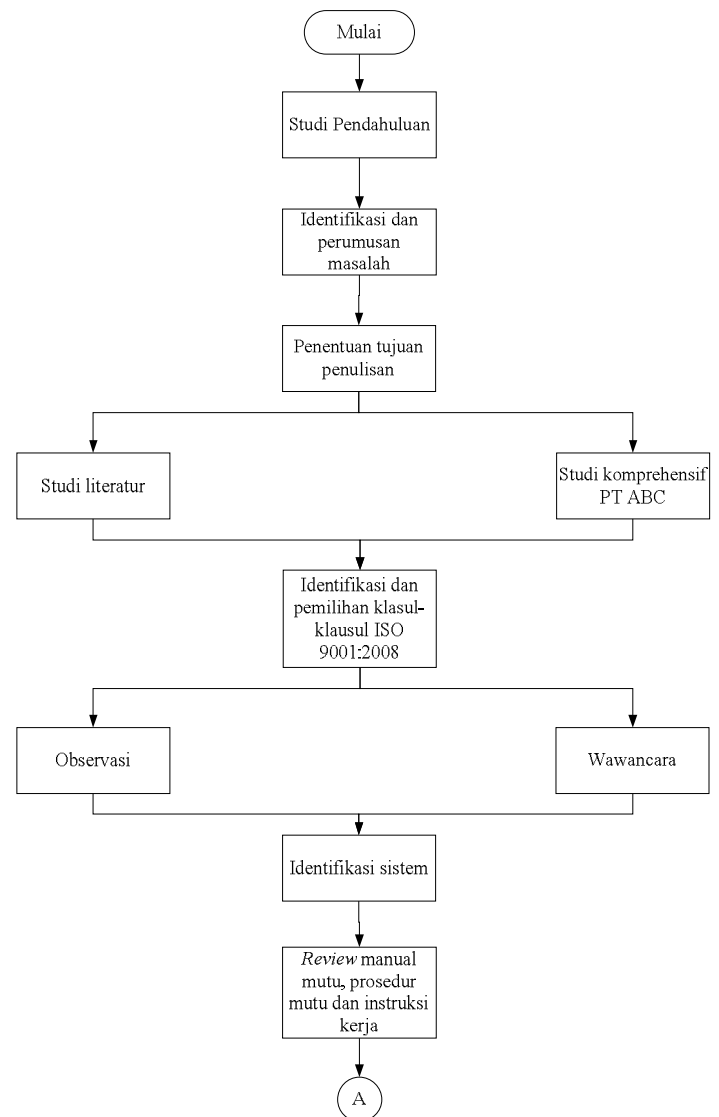 Mulai
Studi Pendahuluan
Identifikasi dan
perumusan
masalah
Penentuan tujuan
penulisan
Studi literatur
Studi komprehensif
PT ABC
Identifikasi dan
pemilihan klasul-
klausul ISO
9001:2008
Observasi
Wawancara
Identifikasi sistem
Review manual
mutu, prosedur
mutu dan instruksi
kerja
A